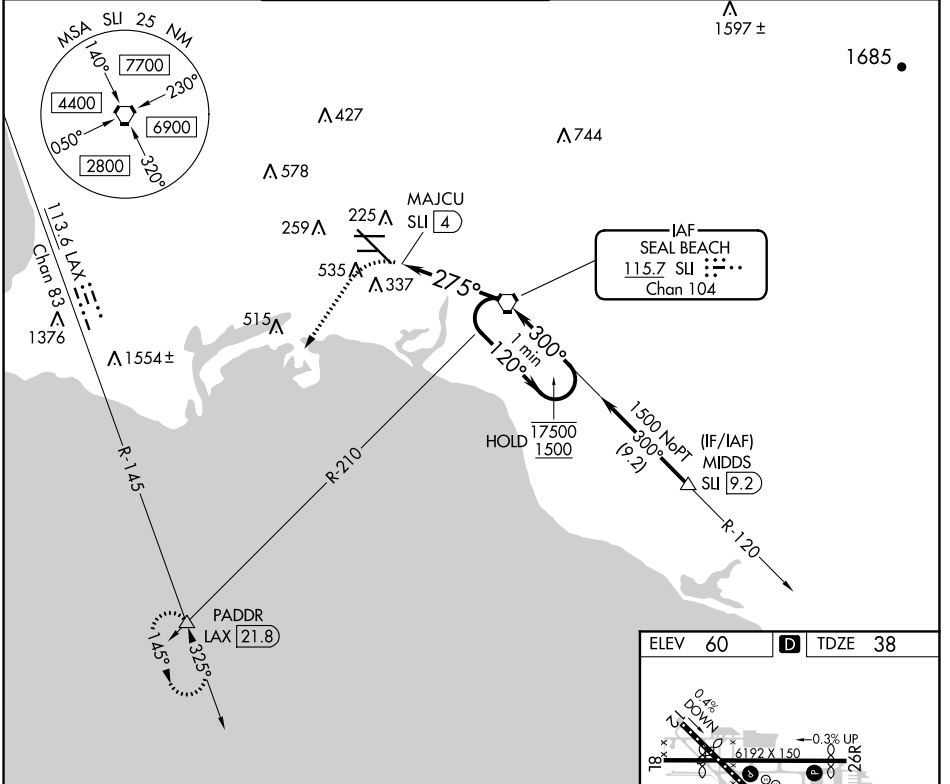 MSA SLI 25 NM
140°
7700
230°
4400
6900
050°
2800
320°
1597 ±
1685
427
744
578
MAJCU
SLI 4
259
225
535
337
275°
IAF
SEAL BEACH
115.7 SLI
Chan 104
113.6 LAX
Chan 83
1376
1554 ±
515
300°
1 min
120°
HOLD
17500
1500
1500 NoPT
300°
(9.2)
(IF/IAF)
MIDDS
SLI 9.2
R-145
R-210
R-120
PADDR
LAX 21.8
145°
325°
ELEV 60
D
TDZE 38
0.4%
DOWN
12
0.3% UP
6192 X 150
8L
26R
P
P